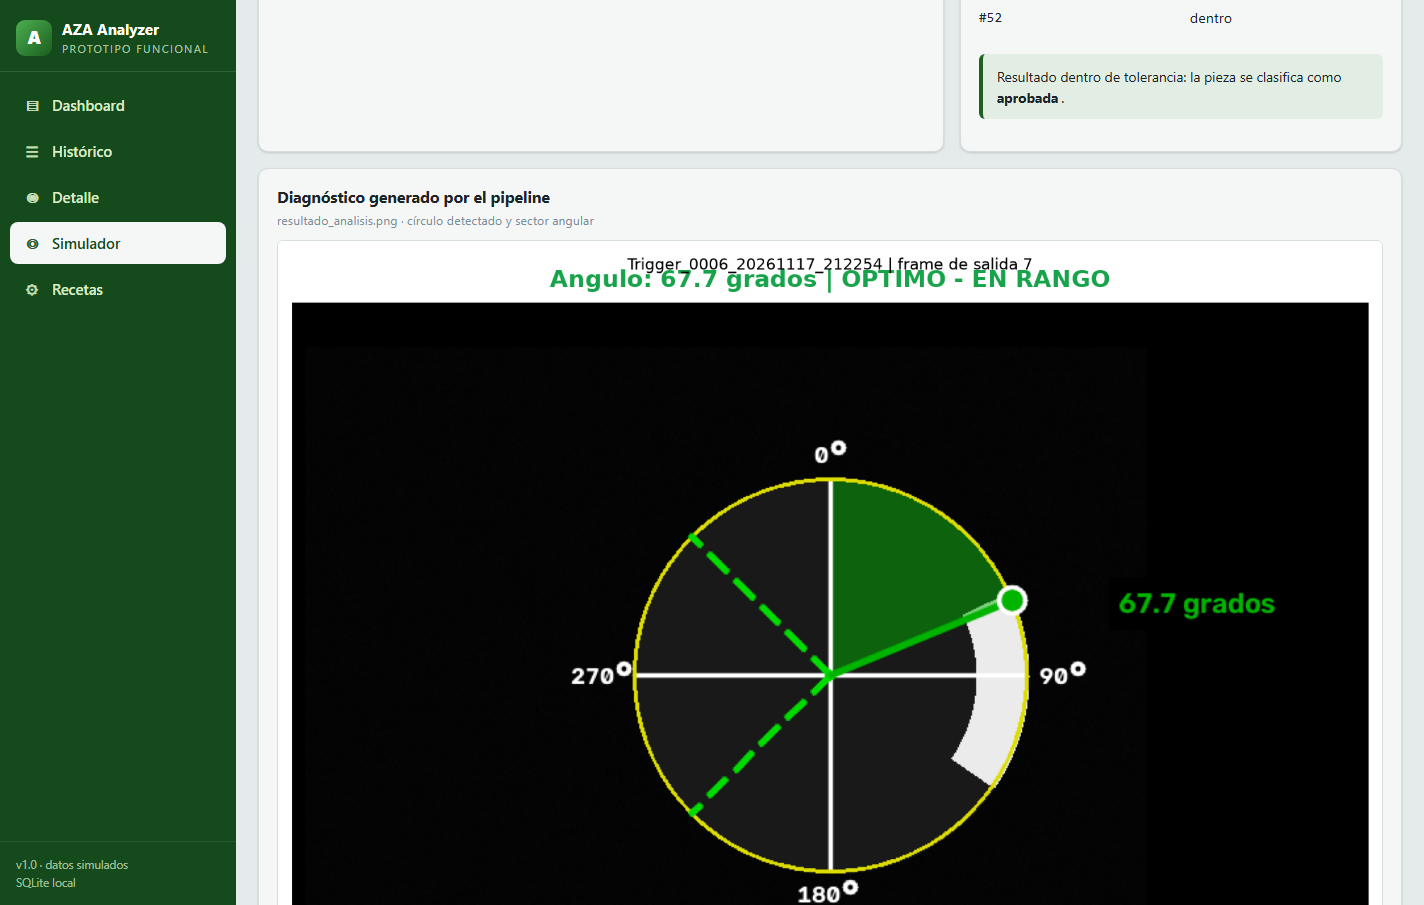 A
AZA Analyzer
PROTOTIPO FUNCIONAL
Dashboard
Histórico
Detalle
Simulador
Recetas
v1.0 · datos simulados
SQLite local
#52 dentro
Resultado dentro de tolerancia: la pieza se clasifica como
aprobada .
Diagnóstico generado por el pipeline
resultado_analisis.png · círculo detectado y sector angular
Trigger_0006_20261117_212254 | frame de salida 7
Angulo: 67.7 grados | OPTIMO - EN RANGO
0°
67.7 grados
270°
90°
180°